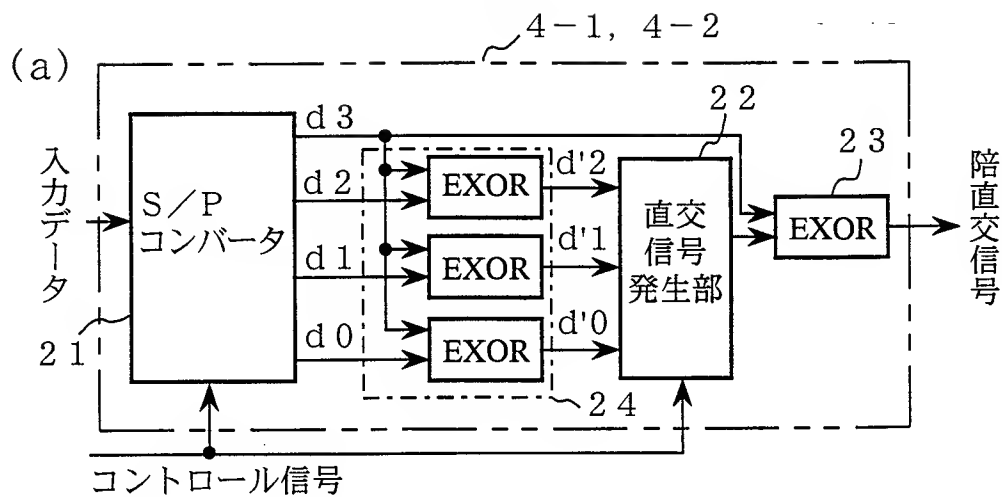 4-1, 4-2
(a)
入力データ
S/P
コンバータ
21
d3
d2
d1
d0
EXOR
EXOR
EXOR
24
d'2
d'1
d'0
22
直交
信号
発生部
23
EXOR
陪直交信号
コントロール信号